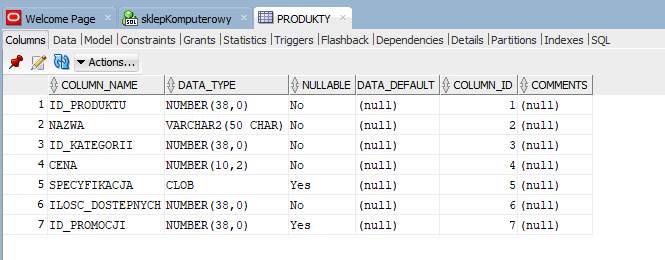 Welcome Page sklepKomputerowy PRODUKTY
Columns Data Model Constraints Grants Statistics Triggers Flashback Dependencies Details Partitions Indexes SQL
Actions...
COLUMN_NAME DATA_TYPE NULLABLE DATA_DEFAULT COLUMN_ID COMMENTS
1 ID_PRODUKTU NUMBER(38,0) No (null) 1 (null)
2 NAZWA VARCHAR2(50 CHAR) No (null) 2 (null)
3 ID_KATEGORII NUMBER(38,0) No (null) 3 (null)
4 CENA NUMBER(10,2) No (null) 4 (null)
5 SPECYFIKACJA CLOB Yes (null) 5 (null)
6 ILOSC_DOSTEPNYCH NUMBER(38,0) No (null) 6 (null)
7 ID_PROMOCJI NUMBER(38,0) Yes (null) 7 (null)